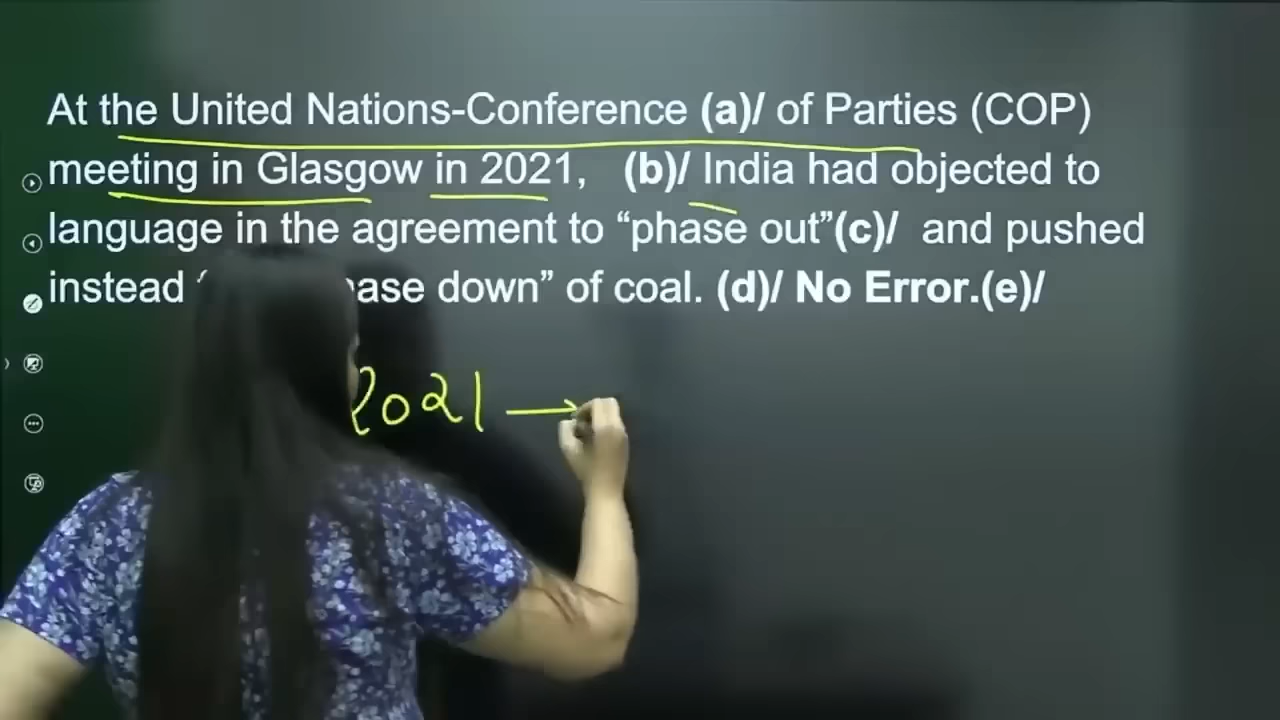 At the United Nations-Conference (a)/ of Parties (COP)
meeting in Glasgow in 2021, (b)/ India had objected to
language in the agreement to “phase out”(c)/ and pushed
instead down” of coal. (d)/ No Error.(e)/
2021 →